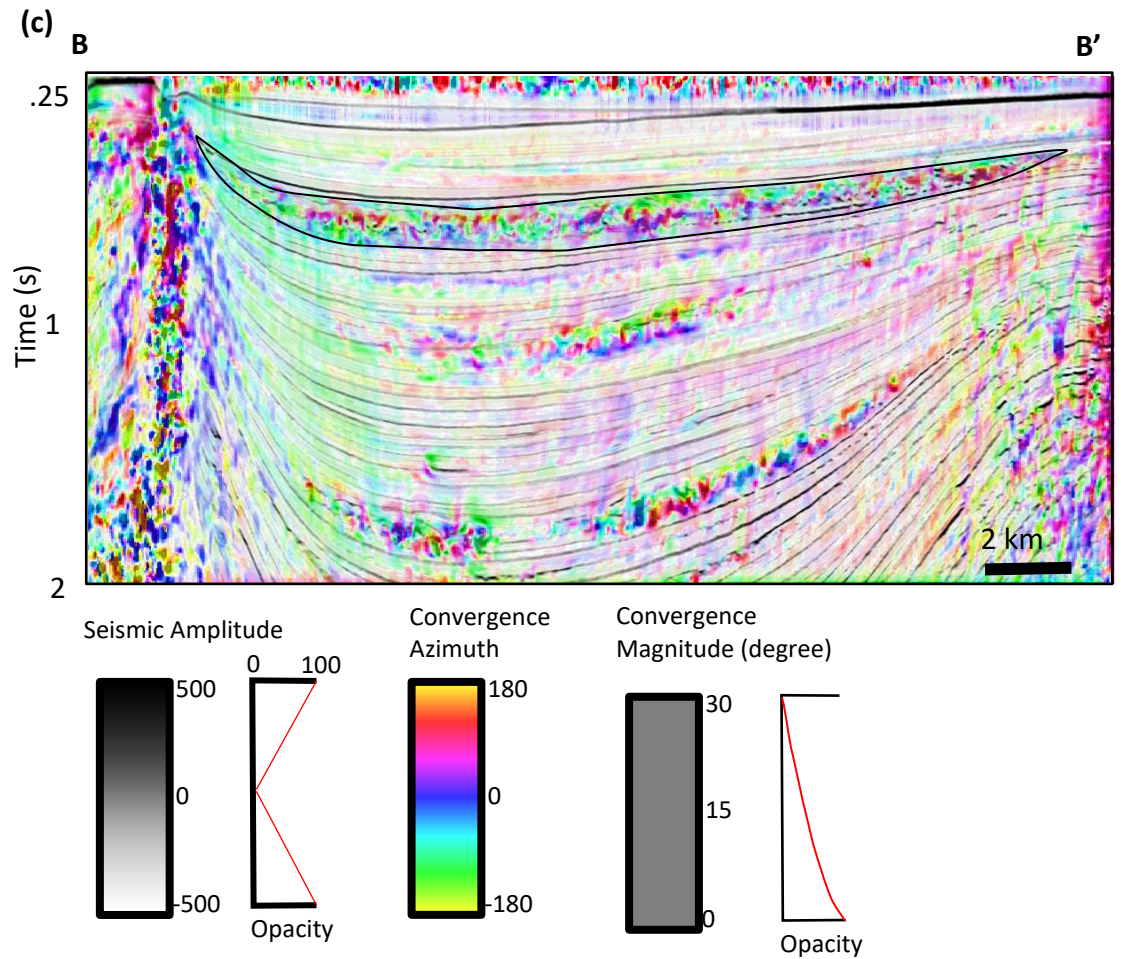 (c)
B
B’
.25
Time (s)
1
2 km
2
Seismic Amplitude
0 100
500
0
-500
Opacity
Convergence
Azimuth
180
0
-180
Convergence
Magnitude (degree)
30
15
0
Opacity